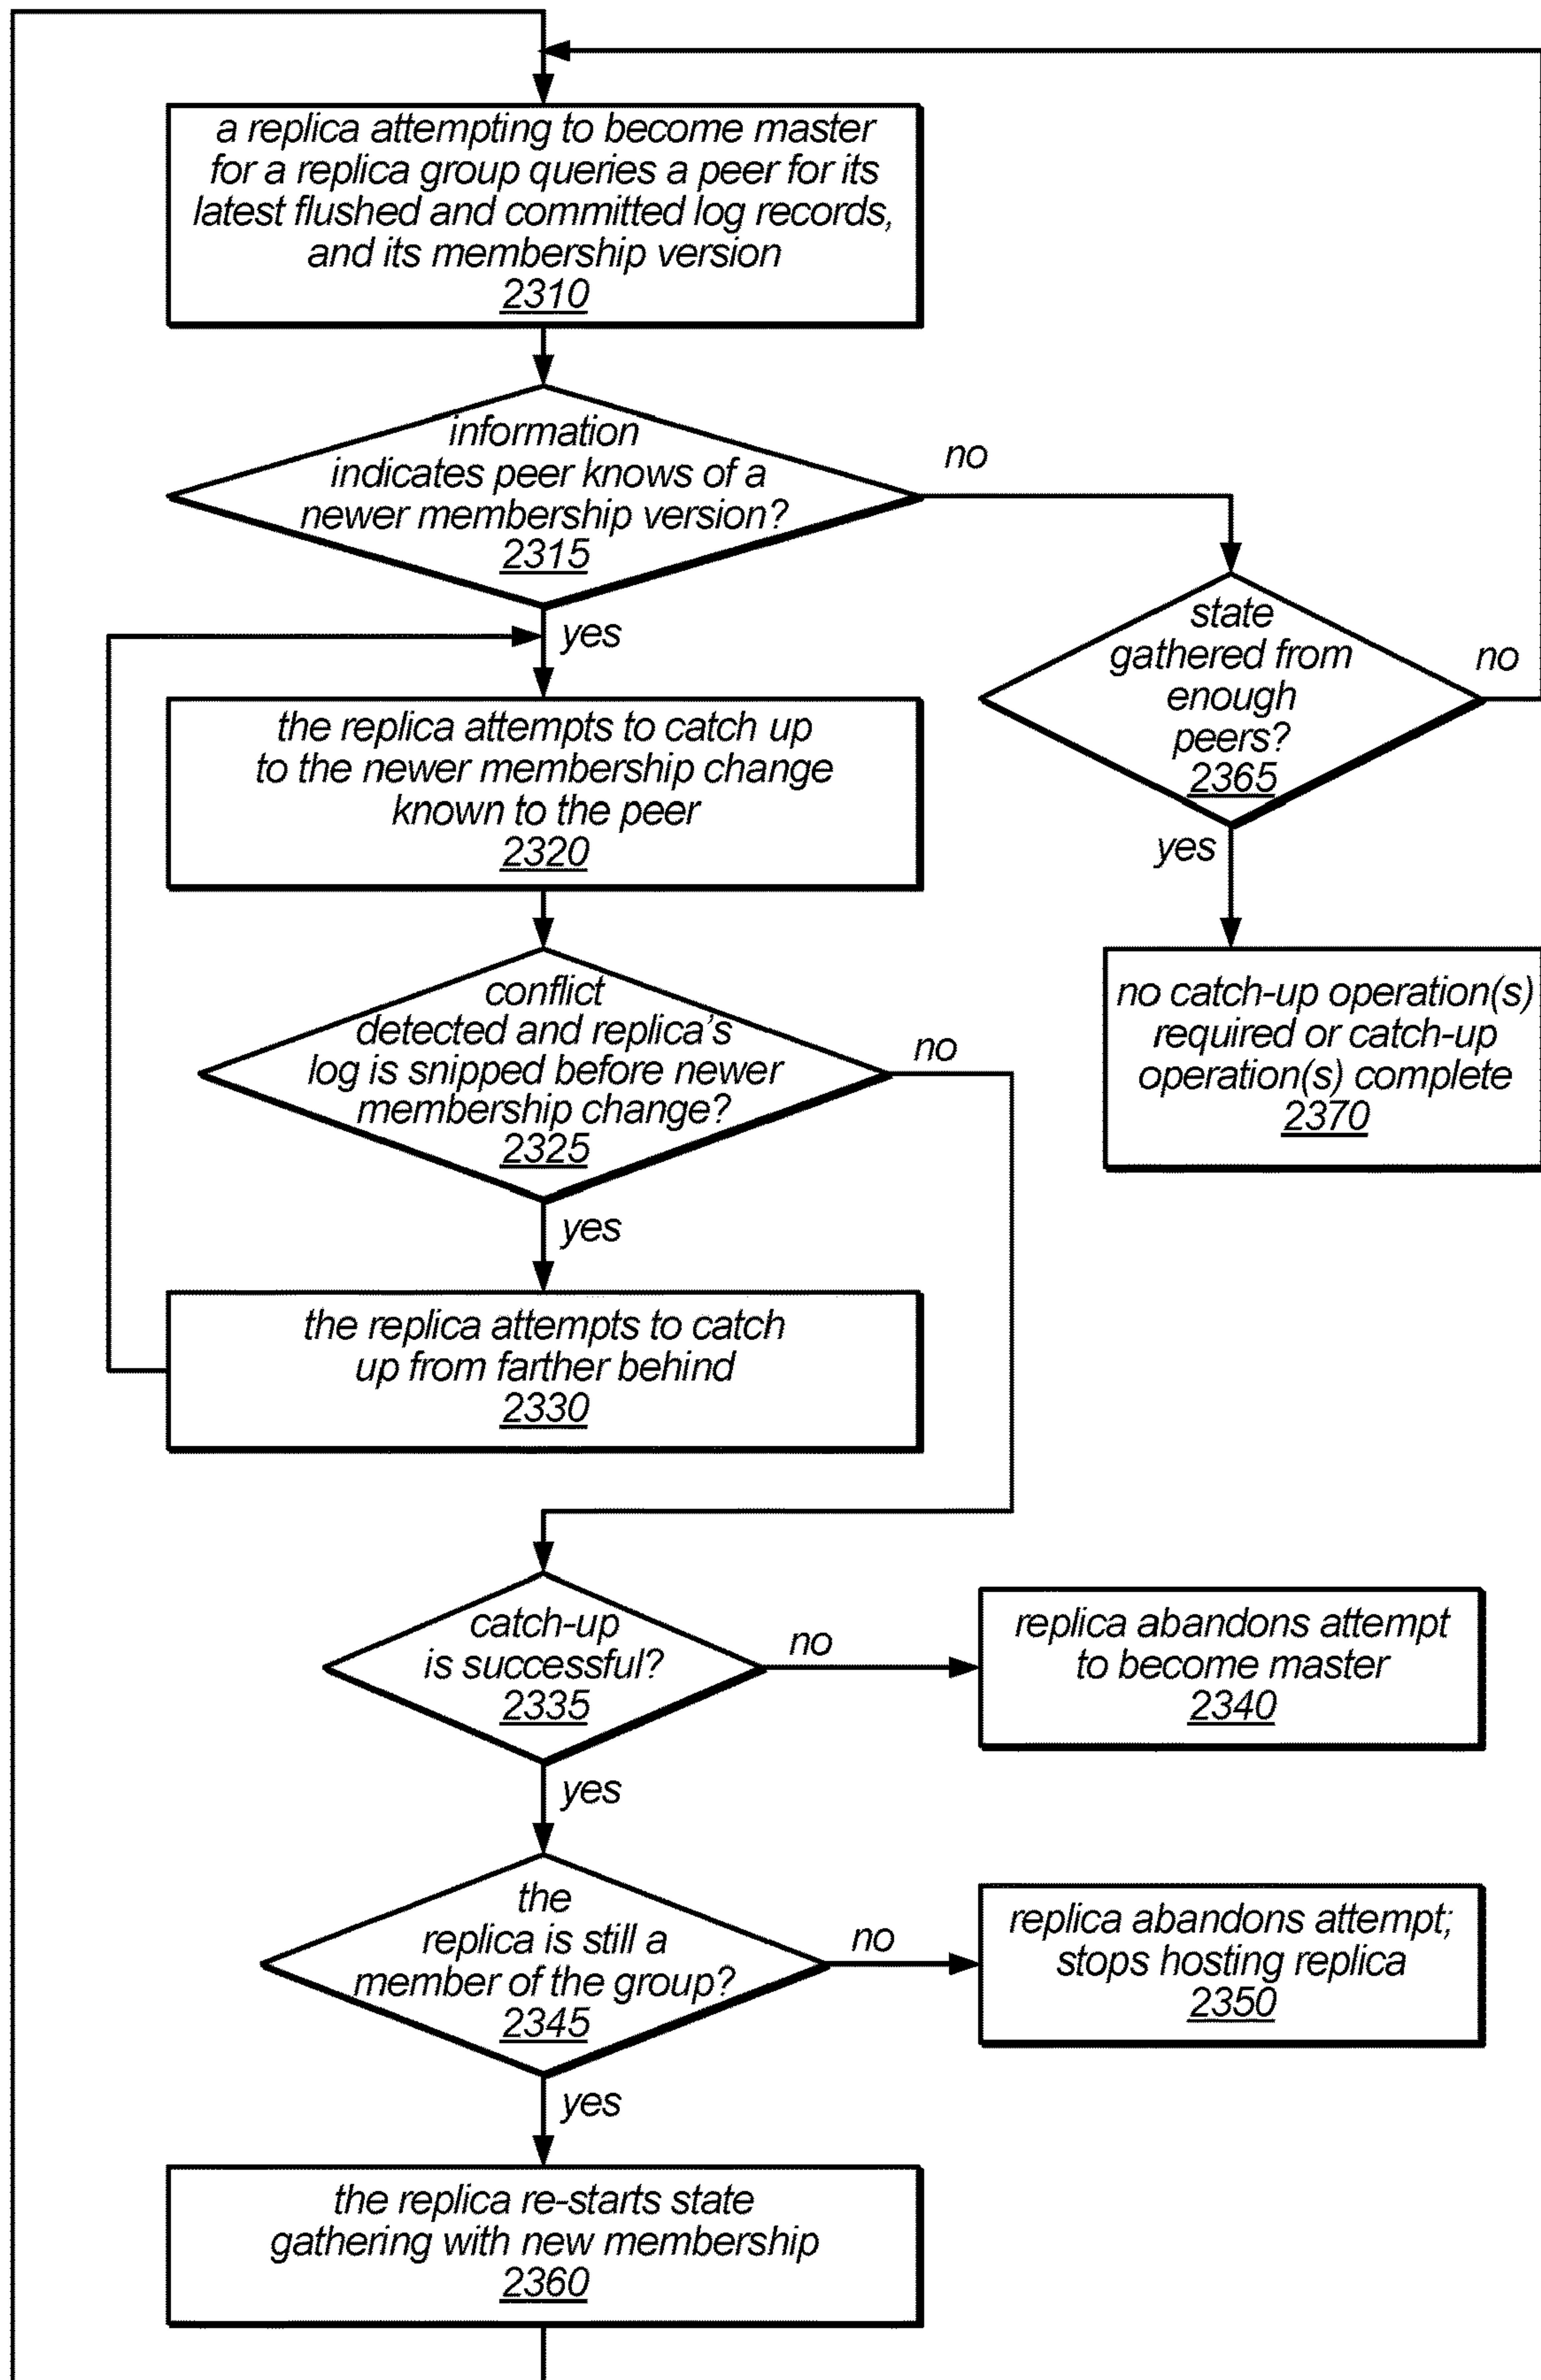 a replica attempting to become master
for a replica group queries a peer for its
latest flushed and committed log records,
and its membership version
2310
information
indicates peer knows of a
newer membership version?
2315
no
yes
state
gathered from
enough
peers?
2365
no
yes
the replica attempts to catch up
to the newer membership change
known to the peer
2320
no catch-up operation(s)
required or catch-up
operation(s) complete
2370
conflict
detected and replica's
log is snipped before newer
membership change?
2325
no
yes
the replica attempts to catch
up from farther behind
2330
catch-up
is successful?
2335
no
replica abandons attempt
to become master
2340
yes
the
replica is still a
member of the group?
2345
no
replica abandons attempt;
stops hosting replica
2350
yes
the replica re-starts state
gathering with new membership
2360